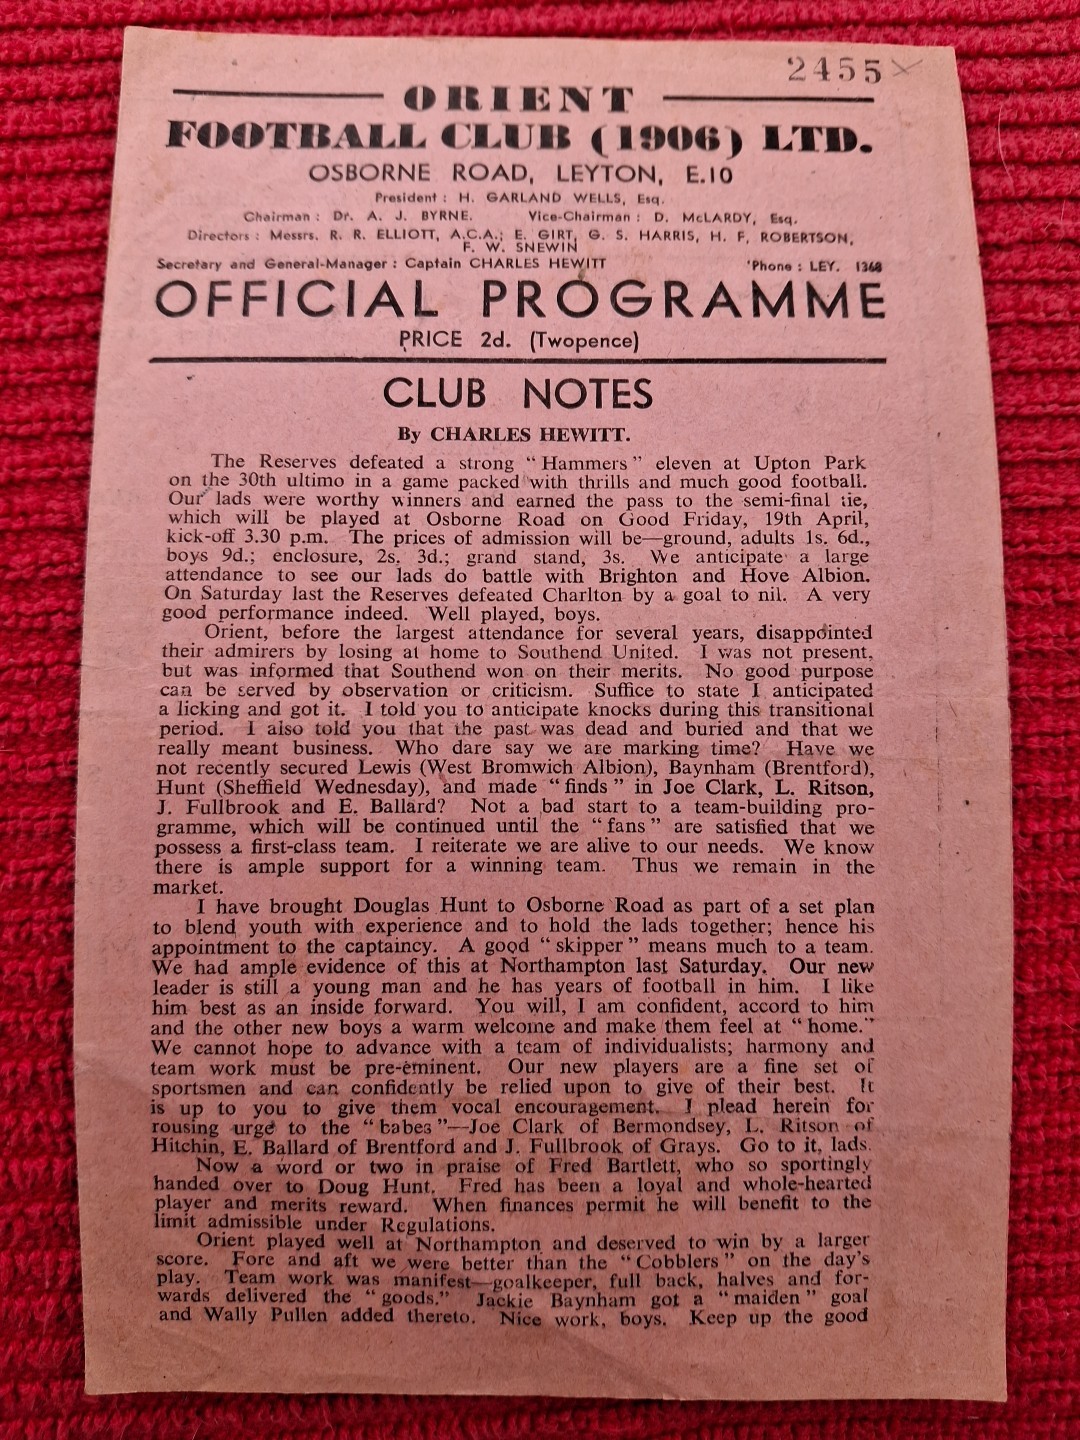 2455
ORIENT
FOOTBALL CLUB (1906) LTD.
OSBORNE ROAD, LEYTON, E.10
President : H. GARLAND WELLS, Esq.
Chairman : Dr. A. J. BYRNE. Vice-Chairman : D. McLARDY, Esq.
Directors : Messrs. R. R. ELLIOTT, A.C.A.; E. GIRT, G. S. HARRIS, H. F. ROBERTSON,
F. W. SNEWIN
Secretary and General-Manager : Captain CHARLES HEWITT 'Phone : LEY. 1368
OFFICIAL PROGRAMME
PRICE 2d. (Twopence)
CLUB NOTES
By CHARLES HEWITT.
The Reserves defeated a strong "Hammers" eleven at Upton Park
on the 30th ultimo in a game packed with thrills and much good football.
Our lads were worthy winners and earned the pass to the semi-final tie,
which will be played at Osborne Road on Good Friday, 19th April,
kick-off 3.30 p.m. The prices of admission will be—ground, adults 1s. 6d.,
boys 9d.; enclosure, 2s. 3d.; grand stand, 3s. We anticipate a large
attendance to see our lads do battle with Brighton and Hove Albion.
On Saturday last the Reserves defeated Charlton by a goal to nil. A very
good performance indeed. Well played, boys.
Orient, before the largest attendance for several years, disappointed
their admirers by losing at home to Southend United. I was not present,
but was informed that Southend won on their merits. No good purpose
can be served by observation or criticism. Suffice to state I anticipated
a licking and got it. I told you to anticipate knocks during this transitional
period. I also told you that the past was dead and buried and that we
really meant business. Who dare say we are marking time? Have we
not recently secured Lewis (West Bromwich Albion), Baynham (Brentford),
Hunt (Sheffield Wednesday), and made "finds" in Joe Clark, L. Ritson,
J. Fullbrook and E. Ballard? Not a bad start to a team-building pro-
gramme, which will be continued until the "fans" are satisfied that we
possess a first-class team. I reiterate we are alive to our needs. We know
there is ample support for a winning team. Thus we remain in the
market.
I have brought Douglas Hunt to Osborne Road as part of a set plan
to blend youth with experience and to hold the lads together; hence his
appointment to the captaincy. A good "skipper" means much to a team.
We had ample evidence of this at Northampton last Saturday. Our new
leader is still a young man and he has years of football in him. I like
him best as an inside forward. You will, I am confident, accord to him
and the other new boys a warm welcome and make them feel at "home."
We cannot hope to advance with a team of individualists; harmony and
team work must be pre-eminent. Our new players are a fine set of
sportsmen and can confidently be relied upon to give of their best. It
is up to you to give them vocal encouragement. I plead herein for
rousing urge to the "babes"—Joe Clark of Bermondsey, L. Ritson of
Hitchin, E. Ballard of Brentford and J. Fullbrook of Grays. Go to it, lads.
Now a word or two in praise of Fred Bartlett, who so sportingly
handed over to Doug Hunt. Fred has been a loyal and whole-hearted
player and merits reward. When finances permit he will benefit to the
limit admissible under Regulations.
Orient played well at Northampton and deserved to win by a larger
score. Fore and aft we were better than the "Cobblers" on the day's
play. Team work was manifest—goalkeeper, full back, halves and for-
wards delivered the "goods." Jackie Baynham got a "maiden" goal
and Wally Pullen added thereto. Nice work, boys. Keep up the good